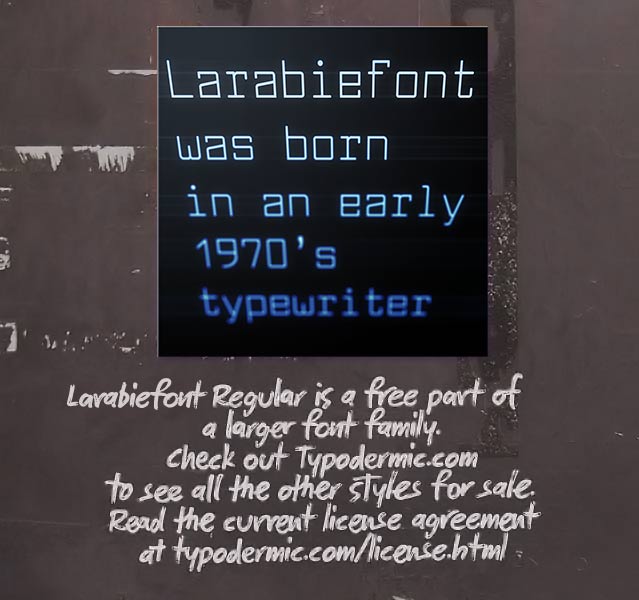 Larabiefont
was born
in an early
1970's
typewriter
Larabiefont Regular is a free part of
a larger font family.
Check out Typodermic.com
to see all the other styles for sale.
Read the current license agreement
at typodermic.com/license.html